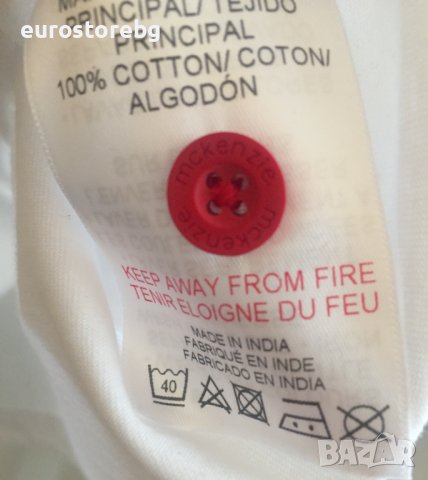 eurostorebg
PRINCIPAL/ TEJIDO
PRINCIPAL
100% COTTON/ COTON/
ALGODÓN
mckenzie mckenzie
KEEP AWAY FROM FIRE
TENIR ELOIGNE DU FEU
MADE IN INDIA
FABRIQUÉ EN INDE
FABRICADO EN INDIA
40
BAZAR